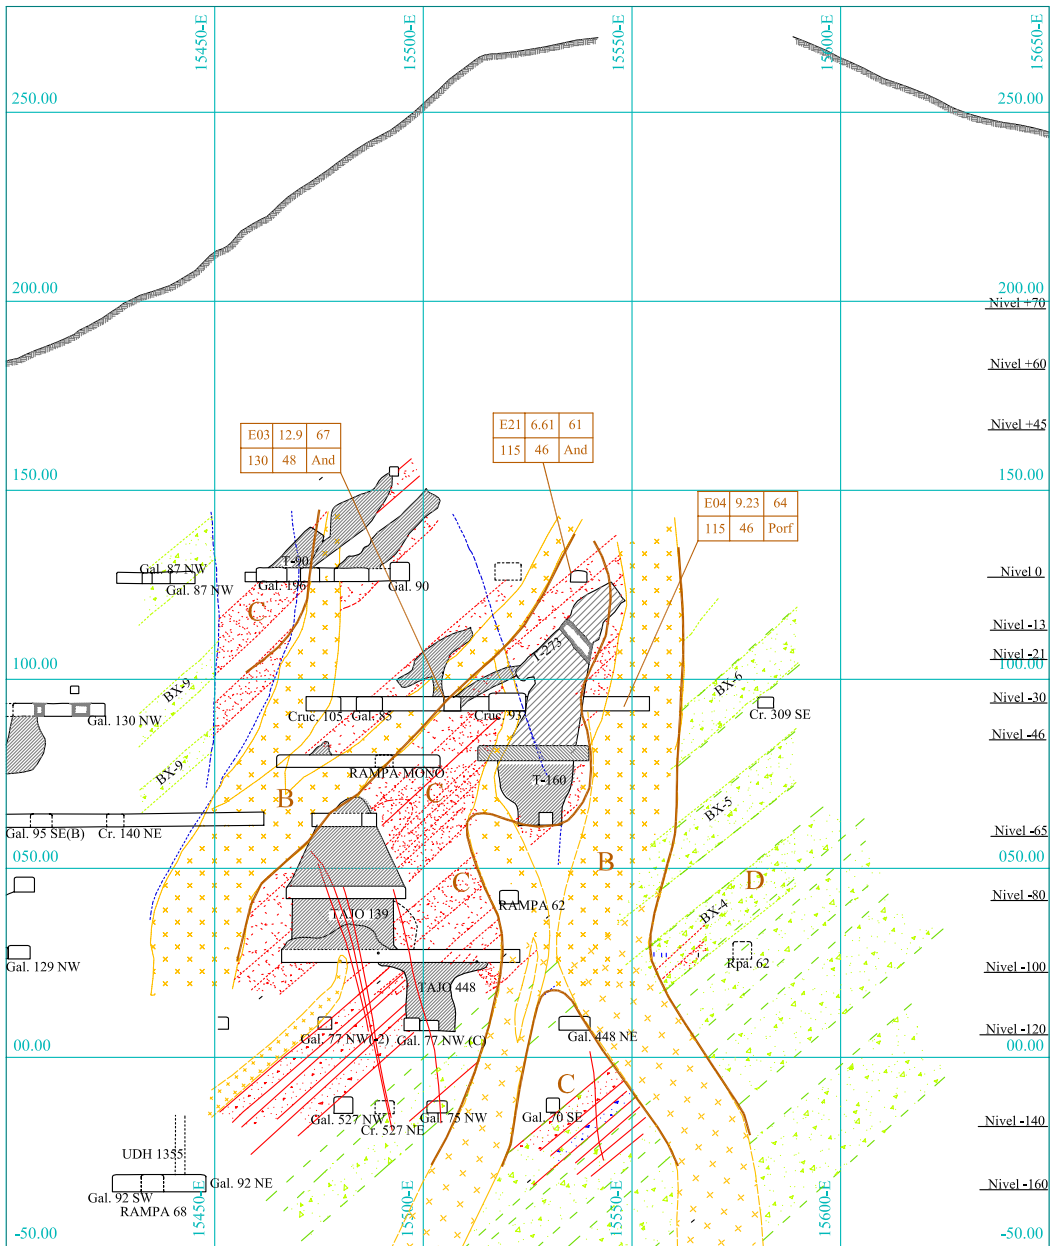 15450-E
15500-E
15550-E
15600-E
15650-E
250.00
250.00
200.00
200.00
Nivel +70
Nivel +60
Nivel +45
E03 12.9 67
130 48 And
E21 6.61 61
115 46 And
E04 9.23 64
115 46 Porf
150.00
150.00
Gal. 87 NW
Gal. 87 NW
T-90
Gal. 196
Gal. 90
Nivel 0
C
Nivel -13
T-273
Nivel -21
100.00
100.00
BX-9
BX-6
Nivel -30
Gal. 130 NW
Cruc. 105
Gal. 85
Cruc. 93
Cr. 309 SE
Nivel -46
BX-9
RAMPA MONO
T-160
B
C
BX-5
Gal. 95 SE(B)
Cr. 140 NE
Nivel -65
050.00
050.00
B
C
D
Nivel -80
TAJO 139
RAMPA 62
BX-4
Gal. 129 NW
Rpa. 62
Nivel -100
TAJO 448
Gal. 77 NW(-2)
Gal. 77 NW (C)
Gal. 448 NE
Nivel -120
00.00
00.00
C
Gal. 527 NW
Cr. 527 NE
Gal. 75 NW
Gal. 70 SE
Nivel -140
UDH 1355
Gal. 92 SW
Gal. 92 NE
RAMPA 68
Nivel -160
-50.00
15450-E
15500-E
15550-E
15600-E
-50.00